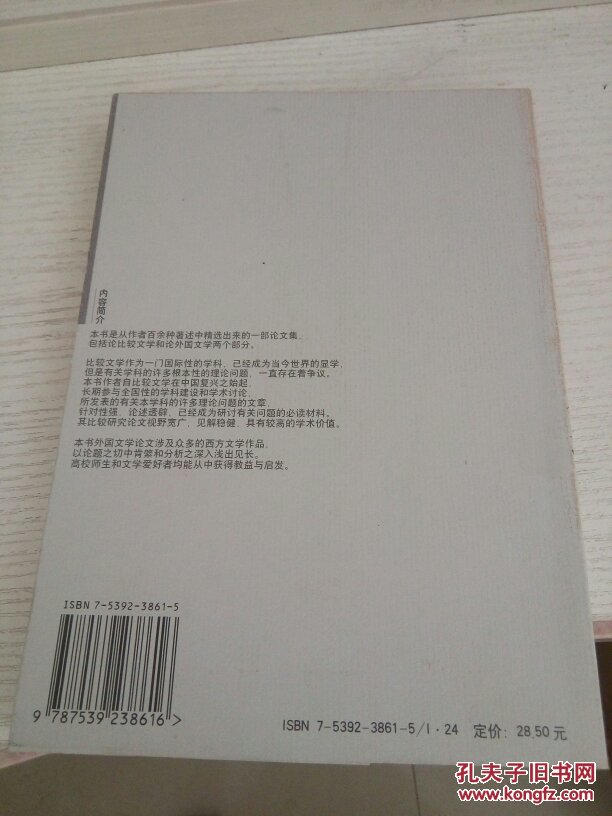 内容简介
本书是从作者百余种著述中精选出来的一部论文集，
包括论比较文学和论外国文学两个部分。
比较文学作为一门国际性的学科，已经成为当今世界的显学，
但是有关学科的许多根本性的理论问题，一直存在着争议。
本书作者自比较文学在中国复兴之始起，
长期参与全国性的学科建设和学术讨论，
所发表的有关本学科的许多理论问题的文章，
针对性强，论述透辟，已经成为研讨有关问题的必读材料。
其比较研究论文视野宽广，见解稳健，具有较高的学术价值。
本书外国文学论文涉及众多的西方文学作品，
以论题之切中肯綮和分析之深入浅出见长。
高校师生和文学爱好者均能从中获得教益与启发。
ISBN 7-5392-3861-5
9 787539 238616 >
ISBN 7-5392-3861-5/I·24 定价：28.50 元
孔夫子旧书网
www.kongfz.com